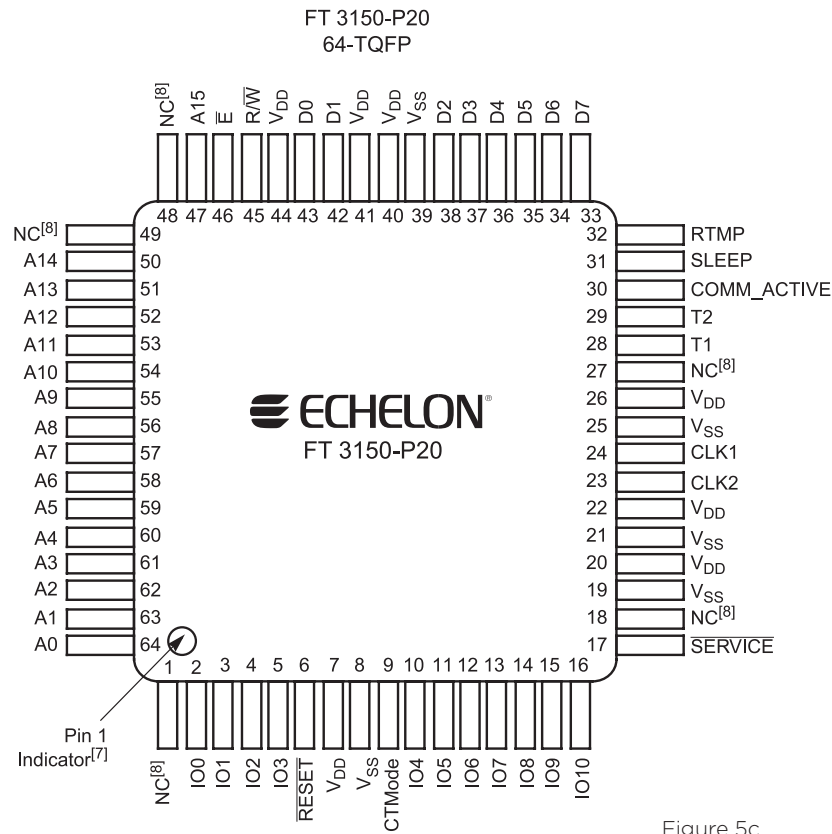 FT 3150-P20
64-TQFP
NC[8]
A15
E̅
R/W̅
VDD
D0
D1
VDD
VDD
VSS
D2
D3
D4
D5
D6
D7
48 47 46 45 44 43 42 41 40 39 38 37 36 35 34 33
NC[8] 49
A14 50
A13 51
A12 52
A11 53
A10 54
A9 55
A8 56
A7 57
A6 58
A5 59
A4 60
A3 61
A2 62
A1 63
A0 64
32 RTMP
31 SLEEP
30 COMM_ACTIVE
29 T2
28 T1
27 NC[8]
26 VDD
25 VSS
24 CLK1
23 CLK2
22 VDD
21 VSS
20 VDD
19 VSS
18 NC[8]
17 S̅E̅R̅V̅I̅C̅E̅
ECHELON®
FT 3150-P20
1 2 3 4 5 6 7 8 9 10 11 12 13 14 15 16
NC[8]
IO0
IO1
IO2
IO3
R̅E̅S̅E̅T̅
VDD
VSS
CTMode
IO4
IO5
IO6
IO7
IO8
IO9
IO10
Pin 1
Indicator[7]
Figure 5c